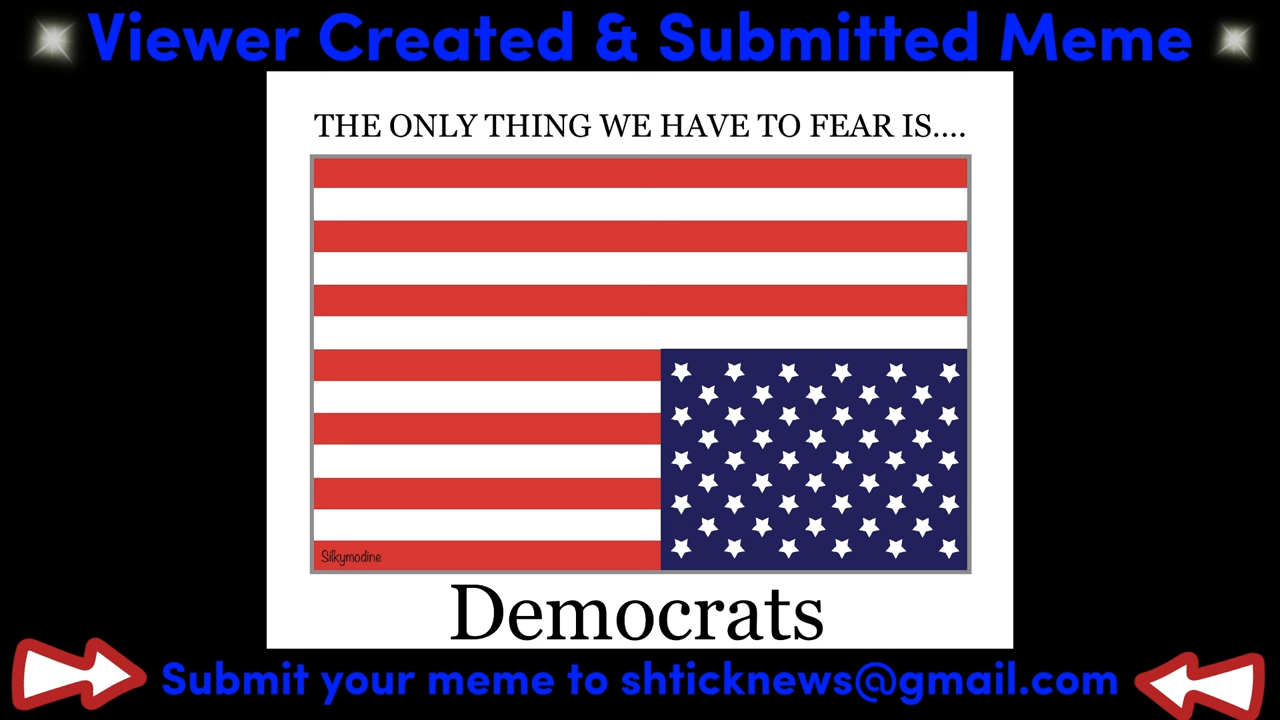 Viewer Created & Submitted Meme
THE ONLY THING WE HAVE TO FEAR IS....
Silkymodine
Democrats
Submit your meme to shticknews@gmail.com